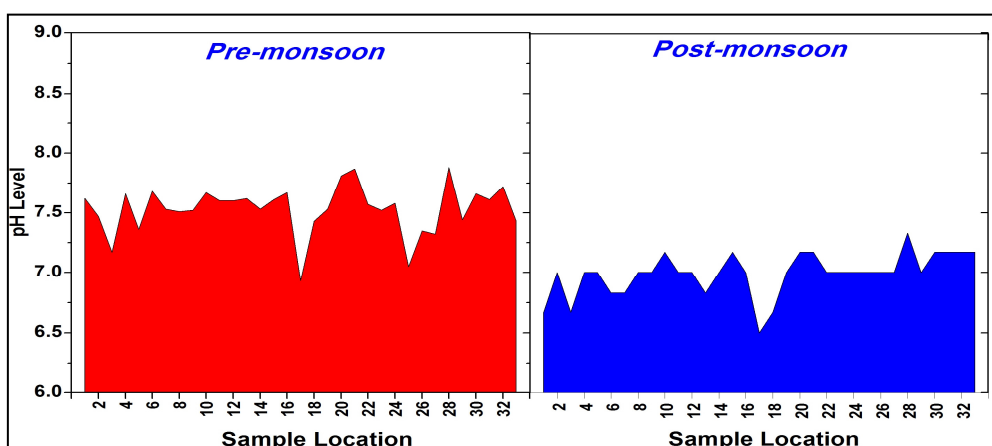 Pre-monsoon
Post-monsoon
pH Level
9.0
8.5
8.0
7.5
7.0
6.5
6.0
2 4 6 8 10 12 14 16 18 20 22 24 26 28 30 32
2 4 6 8 10 12 14 16 18 20 22 24 26 28 30 32
Sample Location
Sample Location